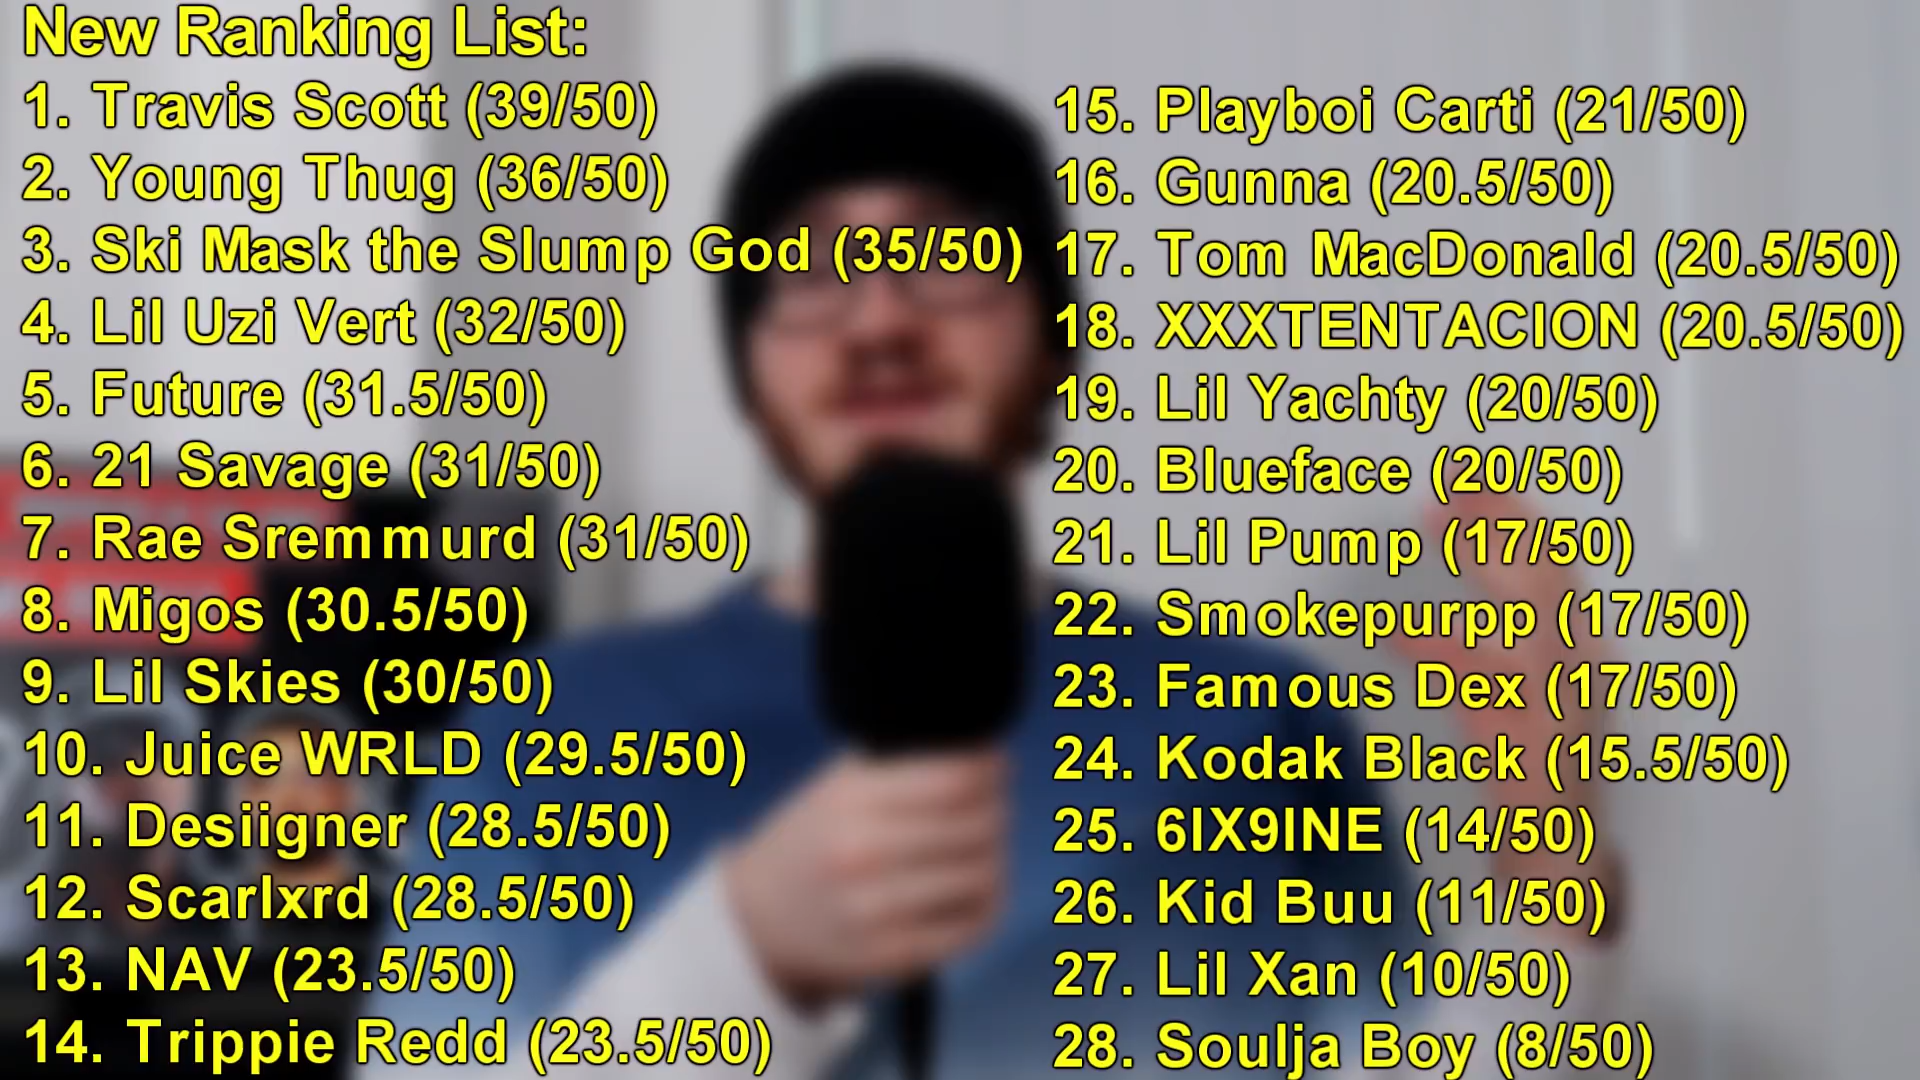 New Ranking List:
1. Travis Scott (39/50)
2. Young Thug (36/50)
3. Ski Mask the Slump God (35/50)
4. Lil Uzi Vert (32/50)
5. Future (31.5/50)
6. 21 Savage (31/50)
7. Rae Sremmurd (31/50)
8. Migos (30.5/50)
9. Lil Skies (30/50)
10. Juice WRLD (29.5/50)
11. Desiigner (28.5/50)
12. Scarlxrd (28.5/50)
13. NAV (23.5/50)
14. Trippie Redd (23.5/50)
15. Playboi Carti (21/50)
16. Gunna (20.5/50)
17. Tom MacDonald (20.5/50)
18. XXXTENTACION (20.5/50)
19. Lil Yachty (20/50)
20. Blueface (20/50)
21. Lil Pump (17/50)
22. Smokepurpp (17/50)
23. Famous Dex (17/50)
24. Kodak Black (15.5/50)
25. 6IX9INE (14/50)
26. Kid Buu (11/50)
27. Lil Xan (10/50)
28. Soulja Boy (8/50)